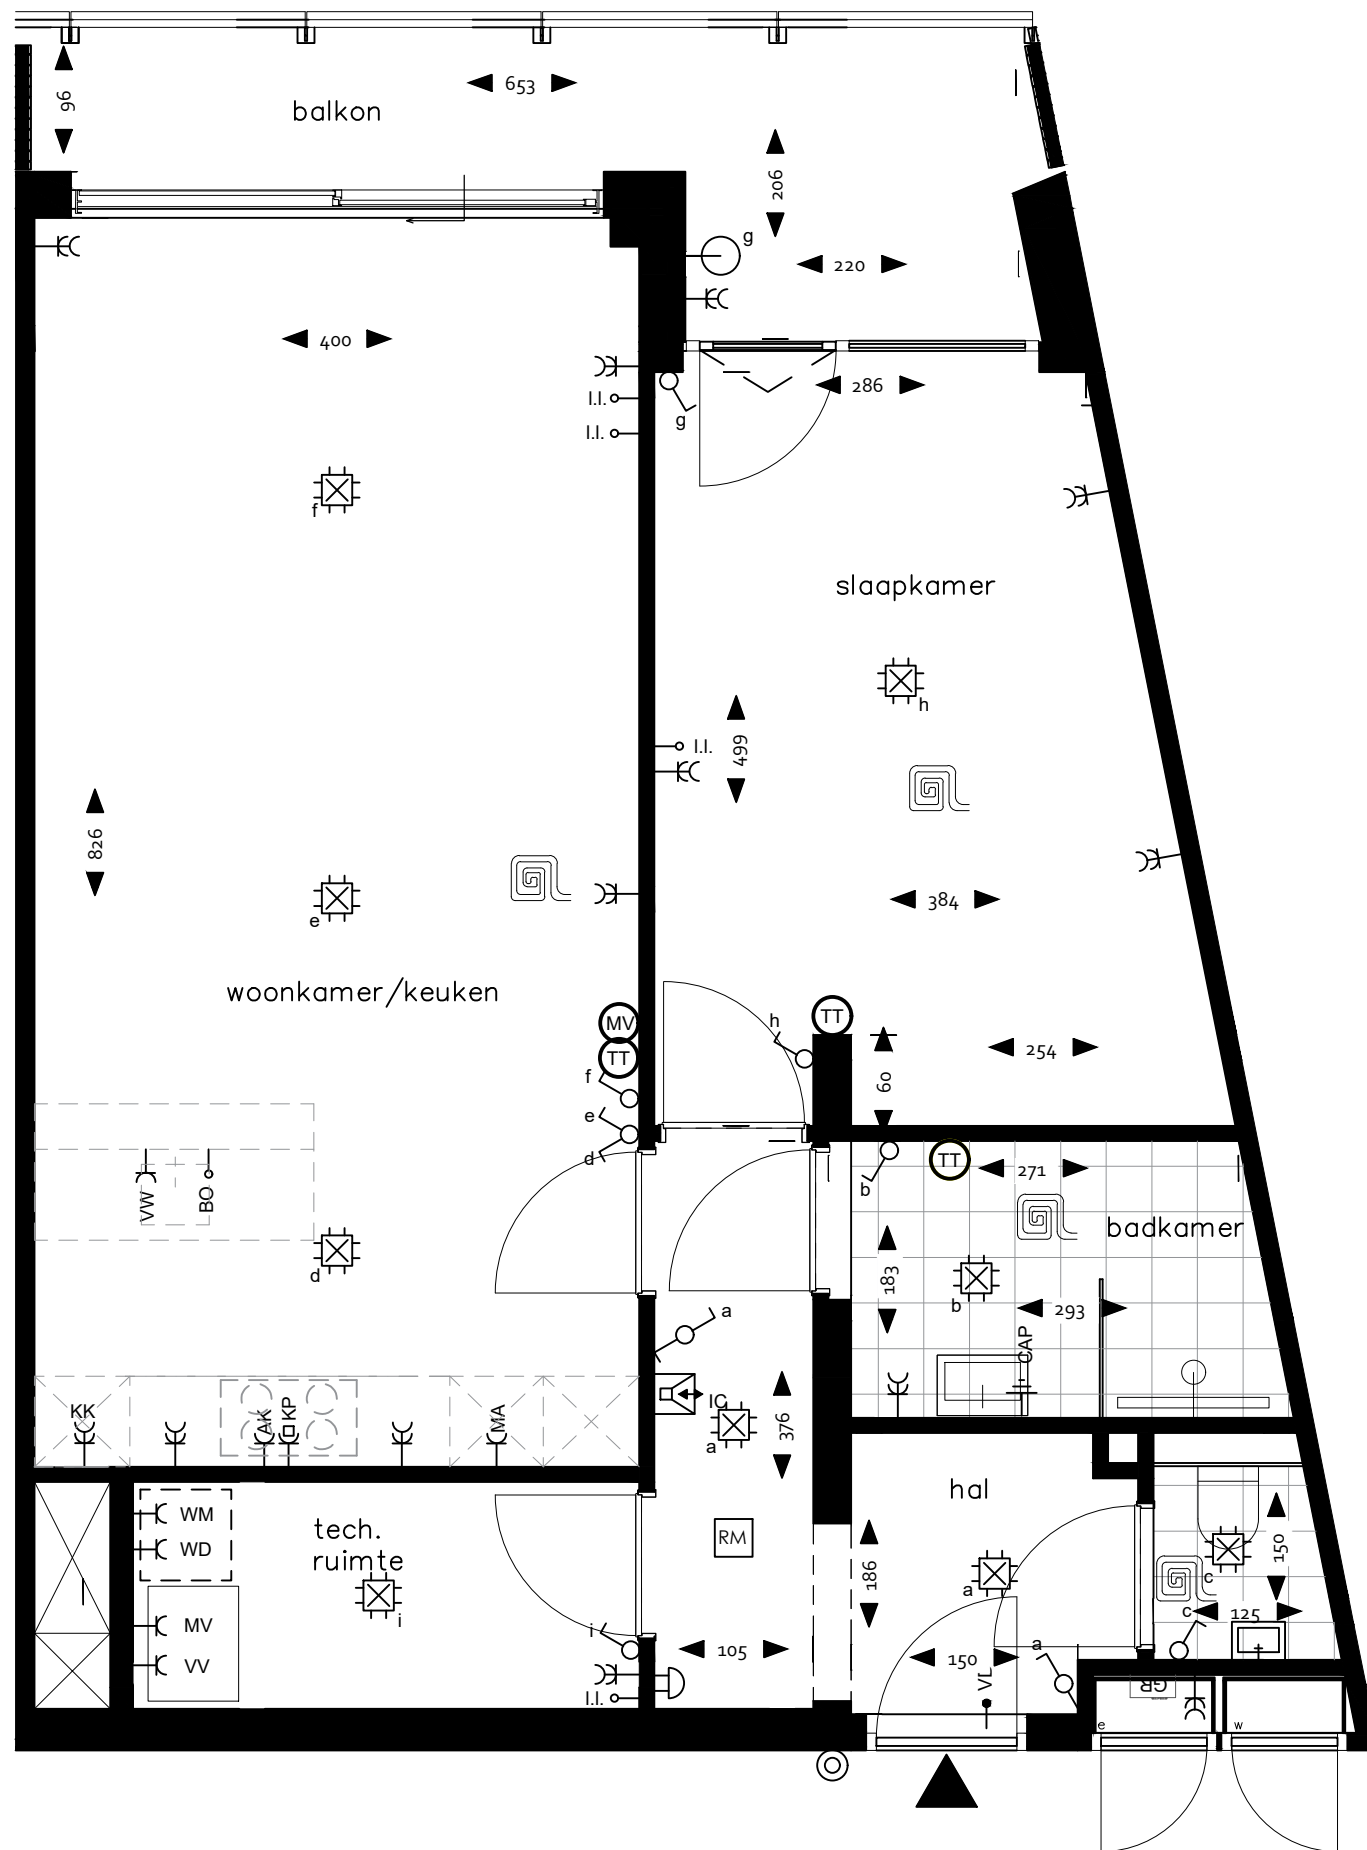 653
96
balkon
206
g
220
400
286
l.l.
g
l.l.
f
slaapkamer
h
l.l.
499
826
384
e
woonkamer/keuken
MV
TT
h
TT
254
f
60
e
d
TT
271
b
VW
BO
badkamer
d
183
b
293
a
CAP
IC
KK
AK
KP
MA
a
376
hal
WM
tech.
ruimte
WD
RM
150
186
a
c
i
MV
c
125
i
105
150
a
VV
VL
GR
l.l.
e
w